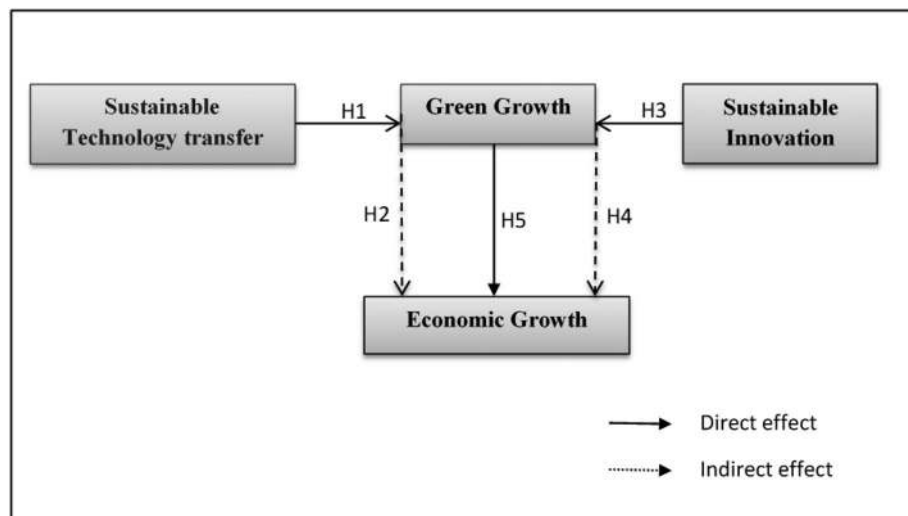 Sustainable
Technology transfer
H1
Green Growth
H3
Sustainable
Innovation
H2
H5
H4
Economic Growth
Direct effect
Indirect effect